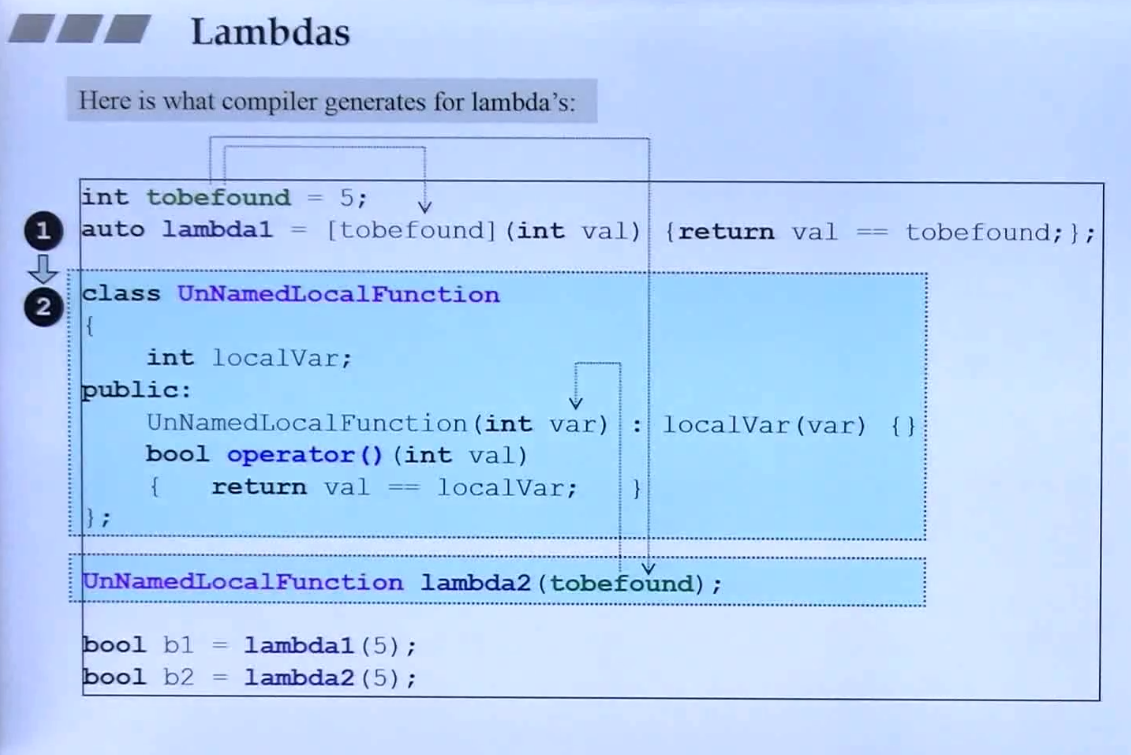 Lambdas
Here is what compiler generates for lambda's:
int tobefound = 5;
1 auto lambda1 = [tobefound](int val) {return val == tobefound;};
2 class UnNamedLocalFunction
{
int localVar;
public:
UnNamedLocalFunction(int var) : localVar(var) {}
bool operator()(int val)
{ return val == localVar; }
};
UnNamedLocalFunction lambda2(tobefound);
bool b1 = lambda1(5);
bool b2 = lambda2(5);